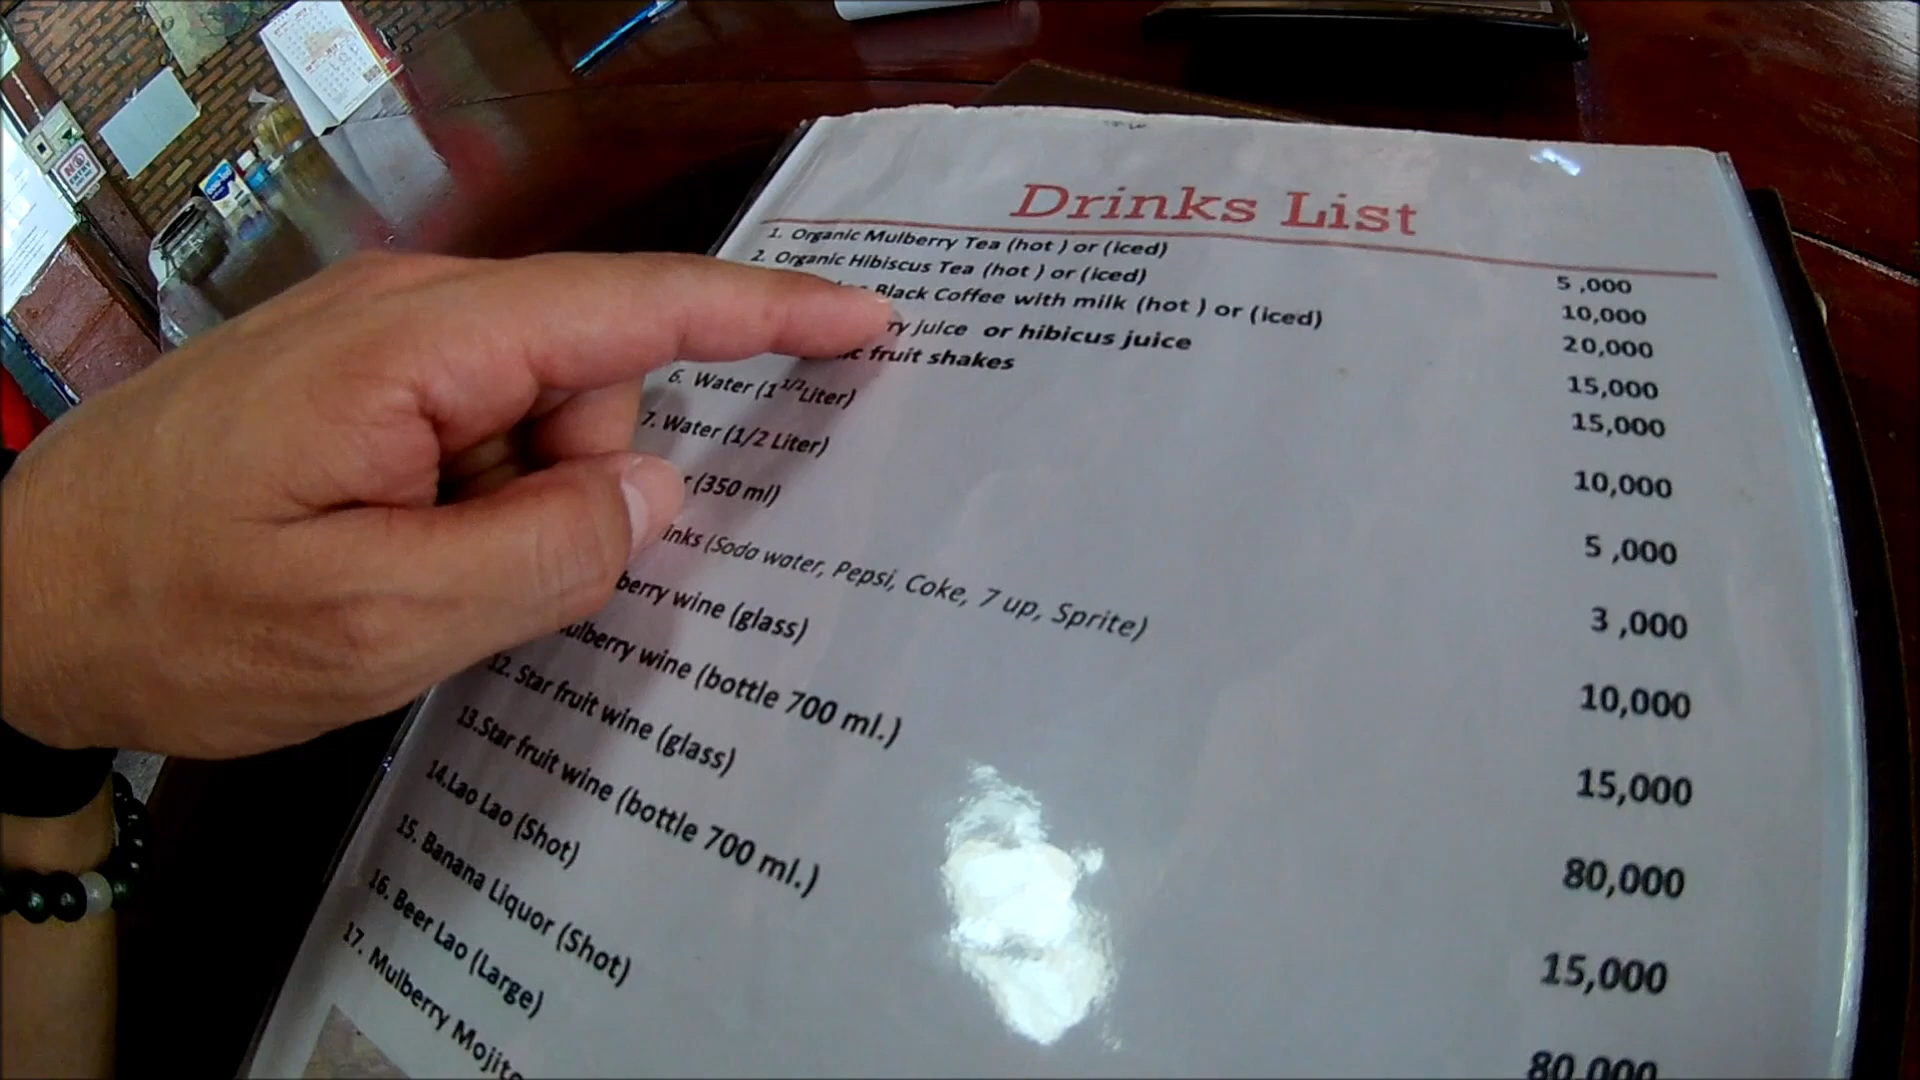 Drinks List
1. Organic Mulberry Tea (hot ) or (iced)
5 ,000
2. Organic Hibiscus Tea (hot ) or (iced)
10,000
Black Coffee with milk (hot ) or (iced)
20,000
ry juice or hibicus juice
15,000
ic fruit shakes
15,000
6. Water (1 1/2 Liter)
10,000
7. Water (1/2 Liter)
5 ,000
r (350 ml)
3 ,000
inks (Soda water, Pepsi, Coke, 7 up, Sprite)
10,000
berry wine (glass)
15,000
ulberry wine (bottle 700 ml.)
80,000
12. Star fruit wine (glass)
15,000
13.Star fruit wine (bottle 700 ml.)
80,000
14.Lao Lao (Shot)
15. Banana Liquor (Shot)
16. Beer Lao (Large)
17. Mulberry Mojito